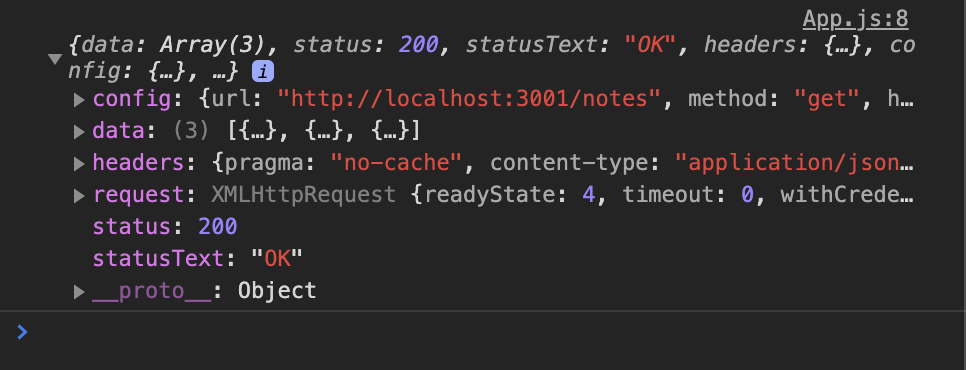 App.js:8
{data: Array(3), status: 200, statusText: "OK", headers: {…}, co
nfig: {…}, …} i
config: {url: "http://localhost:3001/notes", method: "get", h…
data: (3) [{…}, {…}, {…}]
headers: {pragma: "no-cache", content-type: "application/json…
request: XMLHttpRequest {readyState: 4, timeout: 0, withCrede…
status: 200
statusText: "OK"
__proto__: Object